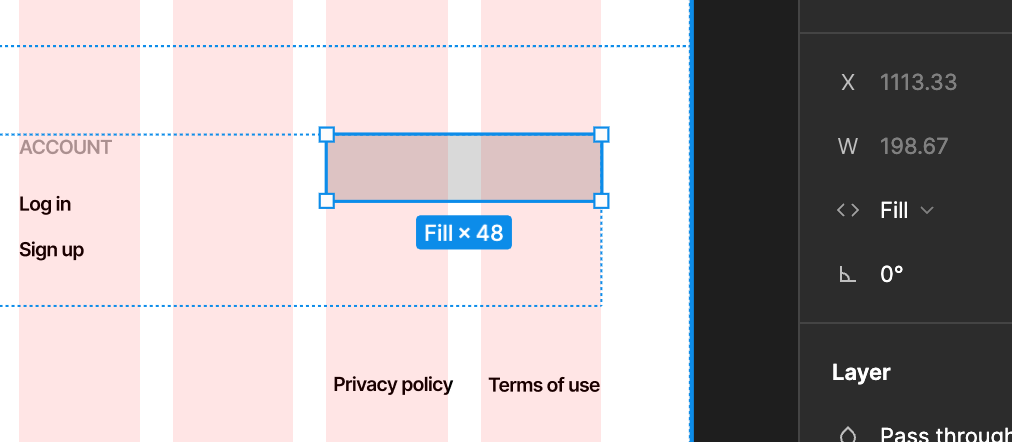 X 1113.33
W 198.67
ACCOUNT
Log in
Fill
Fill × 48
Sign up
0°
Layer
Privacy policy Terms of use
Pass through